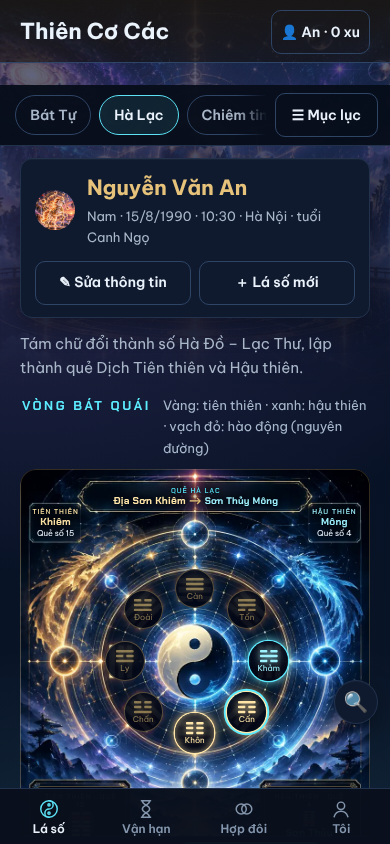 Thiên Cơ Các
An · 0 xu
Bát Tự
Hà Lạc
Chiêm tin
☰ Mục lục
Nguyễn Văn An
Nam · 15/8/1990 · 10:30 · Hà Nội · tuổi
Canh Ngọ
✎ Sửa thông tin
+ Lá số mới
Tám chữ đổi thành số Hà Đồ – Lạc Thư, lập
thành quẻ Dịch Tiên thiên và Hậu thiên.
VÒNG BÁT QUÁI
Vàng: tiên thiên · xanh: hậu thiên
· vạch đỏ: hào động (nguyên
đường)
QUẺ HÀ LẠC
Địa Sơn Khiêm → Sơn Thủy Mông
TIÊN THIÊN
Khiêm
Quẻ số 15
HẬU THIÊN
Mông
Quẻ số 4
Càn
Đoài
Tốn
Ly
Khảm
Chấn
Cấn
Khôn
Lá số
Vận hạn
Hợp đôi
Tôi